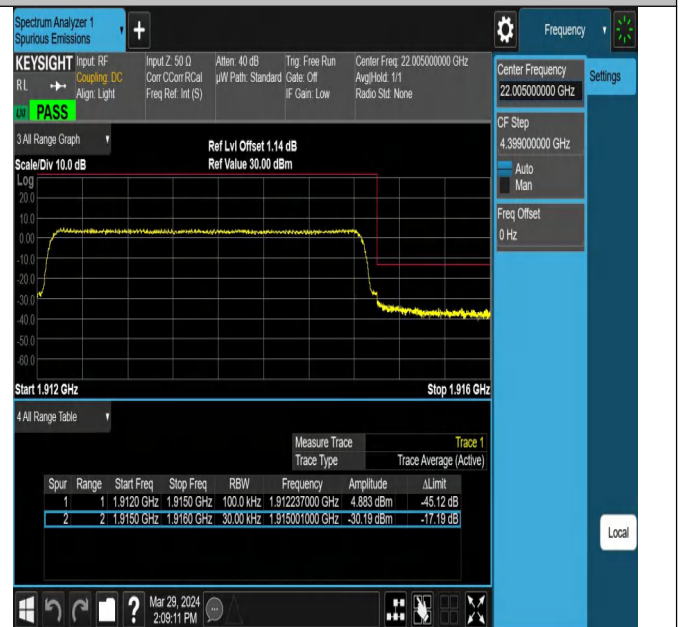 Spectrum Analyzer 1
Spurious Emissions
+
Frequency
KEYSIGHT Input: RF Input Z: 50 Ω Atten: 40 dB Trig: Free Run Center Freq: 22.005000000 GHz
RL Coupling: DC Corr CCorr RCal µW Path: Standard Gate: Off Avg|Hold: 1/1
Align: Light Freq Ref: Int (S) IF Gain: Low Radio Std: None
LXI PASS
Center Frequency
22.005000000 GHz
Settings
CF Step
4.399000000 GHz
Auto
Man
Freq Offset
0 Hz
3 All Range Graph
Ref Lvl Offset 1.14 dB
Scale/Div 10.0 dB Ref Value 30.00 dBm
Log
20.0
10.0
0.00
-10.0
-20.0
-30.0
-40.0
-50.0
-60.0
Start 1.912 GHz Stop 1.916 GHz
4 All Range Table
Measure Trace Trace 1
Trace Type Trace Average (Active)
Spur Range Start Freq Stop Freq RBW Frequency Amplitude ΔLimit
1 1 1.9120 GHz 1.9150 GHz 100.0 kHz 1.912237000 GHz 4.883 dBm -45.12 dB
2 2 1.9150 GHz 1.9160 GHz 30.00 kHz 1.915001000 GHz -30.19 dBm -17.19 dB
Local
? Mar 29, 2024
2:09:11 PM